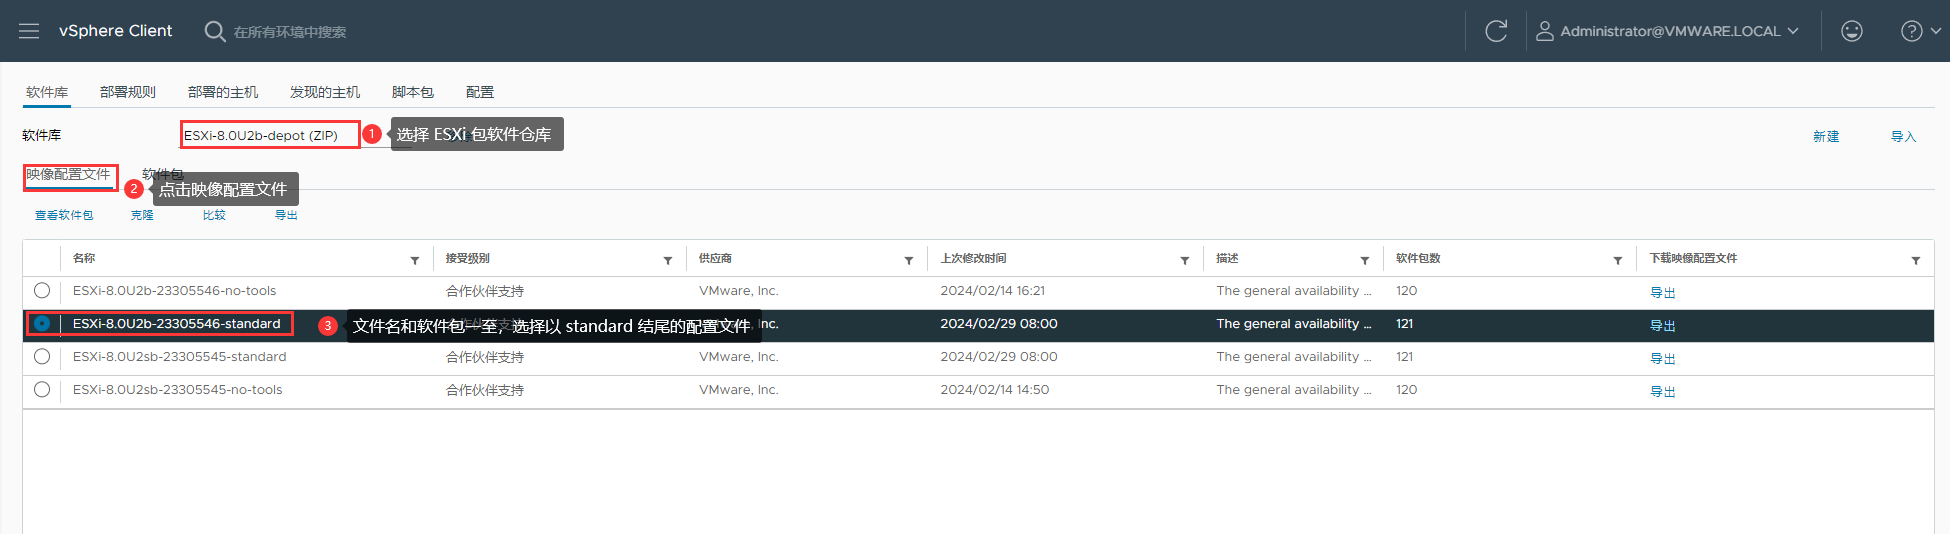 vSphere Client 在所有环境中搜索 Administrator@VMWARE.LOCAL
软件库 部署规则 部署的主机 发现的主机 脚本包 配置
软件库 ESXi-8.0U2b-depot (ZIP) 1 选择 ESXi 包软件仓库 新建 导入
映像配置文件 软件包
2 点击映像配置文件
查看软件包 克隆 比较 导出
名称 接受级别 供应商 上次修改时间 描述 软件包数 下载映像配置文件
ESXi-8.0U2b-23305546-no-tools 合作伙伴支持 VMware, Inc. 2024/02/14 16:21 The general availability ... 120 导出
ESXi-8.0U2b-23305546-standard 3 文件名和软件包一至，选择以 standard 结尾的配置文件 Inc. 2024/02/29 08:00 The general availability ... 121 导出
ESXi-8.0U2sb-23305545-standard 合作伙伴支持 VMware, Inc. 2024/02/29 08:00 The general availability ... 121 导出
ESXi-8.0U2sb-23305545-no-tools 合作伙伴支持 VMware, Inc. 2024/02/14 14:50 The general availability ... 120 导出